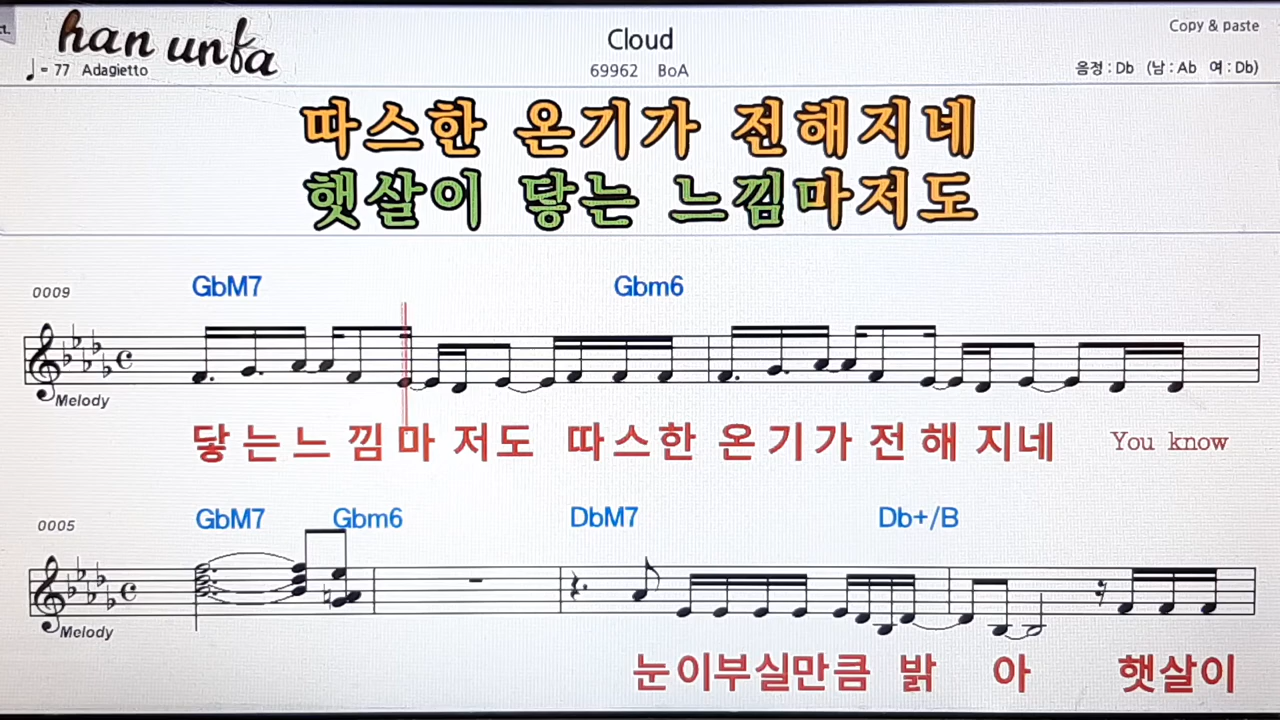 han unfa
Cloud
Copy & paste
♩= 77 Adagietto
69962 BoA
음정 : Db (남 : Ab 여 : Db)
따스한 온기가 전해지네
햇살이 닿는 느낌마저도
0009
GbM7 Gbm6
Melody
닿 는 느 낌 마 저 도 따 스 한 온 기 가 전 해 지 네 You know
0005
GbM7 Gbm6 DbM7 Db+/B
Melody
눈이부실만큼 밝 아 햇살이